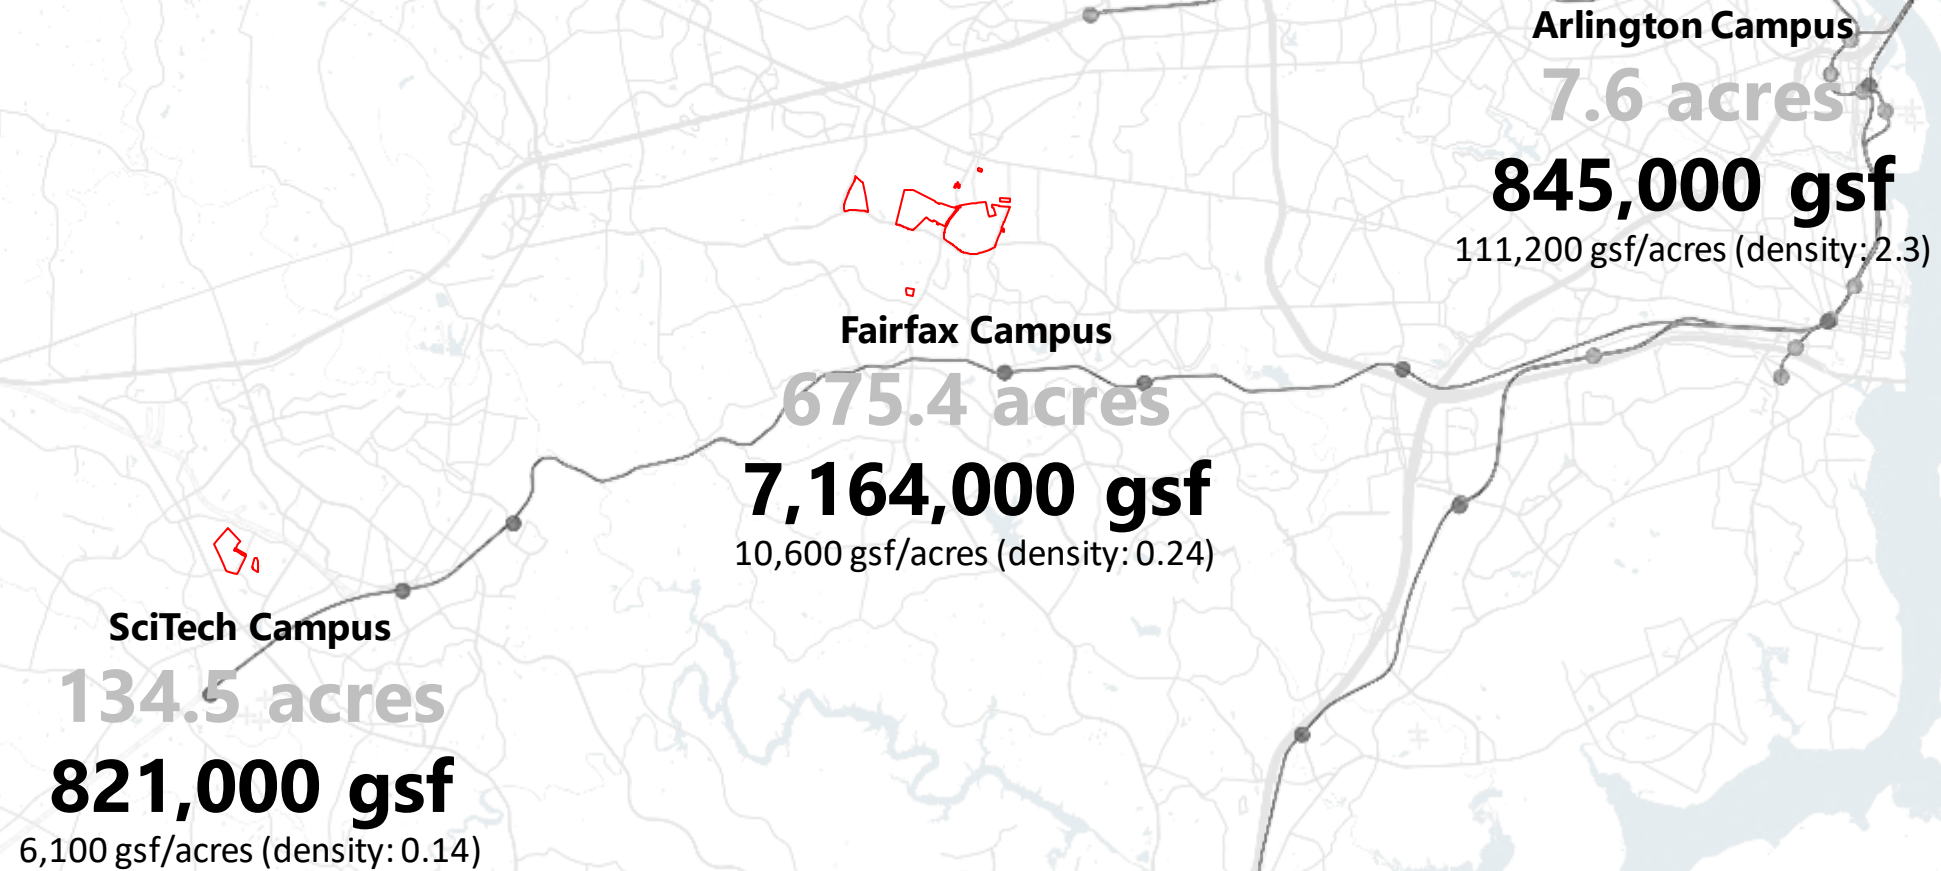 Arlington Campus
7.6 acres
845,000 gsf
111,200 gsf/acres (density: 2.3)
Fairfax Campus
675.4 acres
7,164,000 gsf
10,600 gsf/acres (density: 0.24)
SciTech Campus
134.5 acres
821,000 gsf
6,100 gsf/acres (density: 0.14)